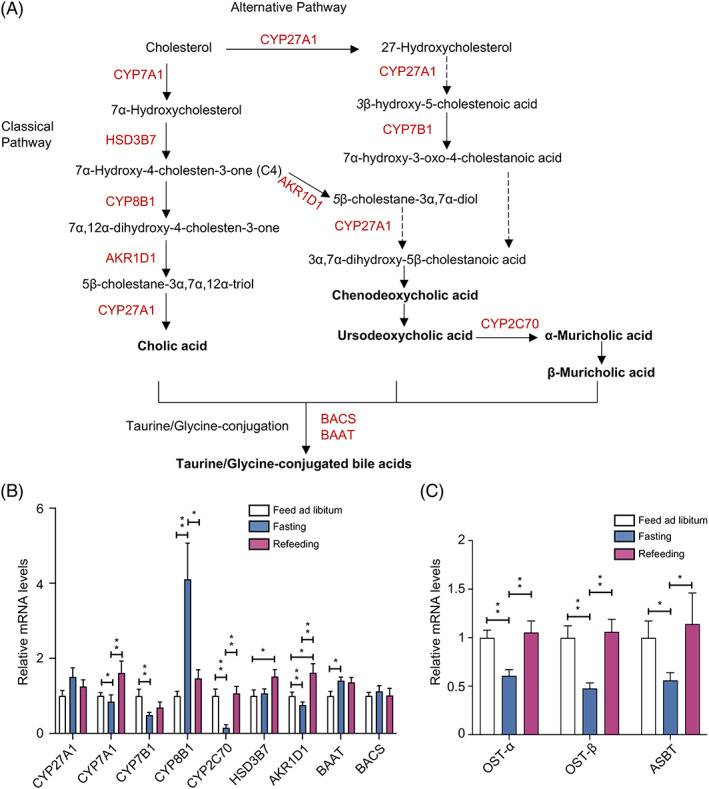 (A)
Alternative Pathway
Cholesterol
CYP27A1
27-Hydroxycholesterol
CYP7A1
CYP27A1
7α-Hydroxycholesterol
3β-hydroxy-5-cholestenoic acid
Classical
Pathway
HSD3B7
CYP7B1
7α-Hydroxy-4-cholesten-3-one (C4)
7α-hydroxy-3-oxo-4-cholestanoic acid
AKR1D1
CYP8B1
5β-cholestane-3α,7α-diol
7α,12α-dihydroxy-4-cholesten-3-one
CYP27A1
AKR1D1
3α,7α-dihydroxy-5β-cholestanoic acid
5β-cholestane-3α,7α,12α-triol
Chenodeoxycholic acid
CYP27A1
Cholic acid
Ursodeoxycholic acid
CYP2C70
α-Muricholic acid
β-Muricholic acid
Taurine/Glycine-conjugation
BACS
BAAT
Taurine/Glycine-conjugated bile acids
(B)
Relative mRNA levels
6
4
2
0
Feed ad libitum
Fasting
Refeeding
* *
*
*
* *
*
* *
*
* *
* *
* *
*
* *
*
*
CYP27A1
CYP7A1
CYP7B1
CYP8B1
CYP2C70
HSD3B7
AKR1D1
BAAT
BACS
(C)
Relative mRNA levels
2
1.5
1
0.5
0
Feed ad libitum
Fasting
Refeeding
* *
* *
* *
* *
*
*
OST-α
OST-β
ASBT